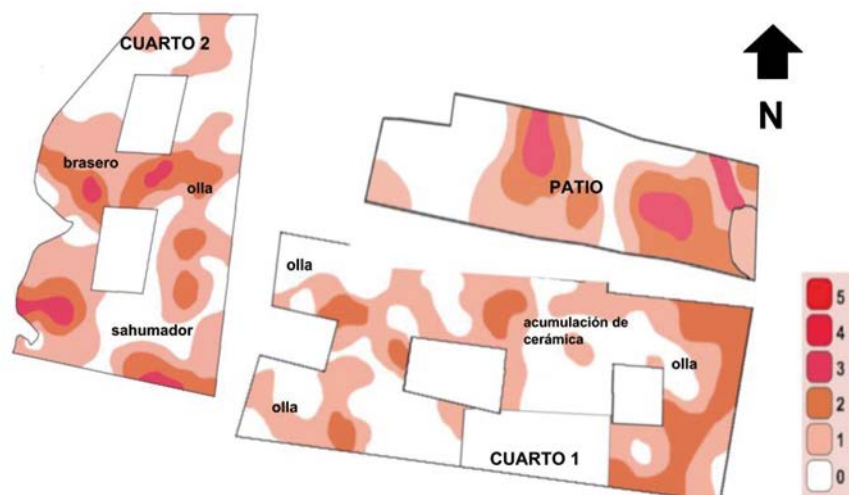 CUARTO 2
brasero
olla
sahumador
N
PATIO
olla
acumulación de
cerámica
olla
olla
CUARTO 1
5
4
3
2
1
0